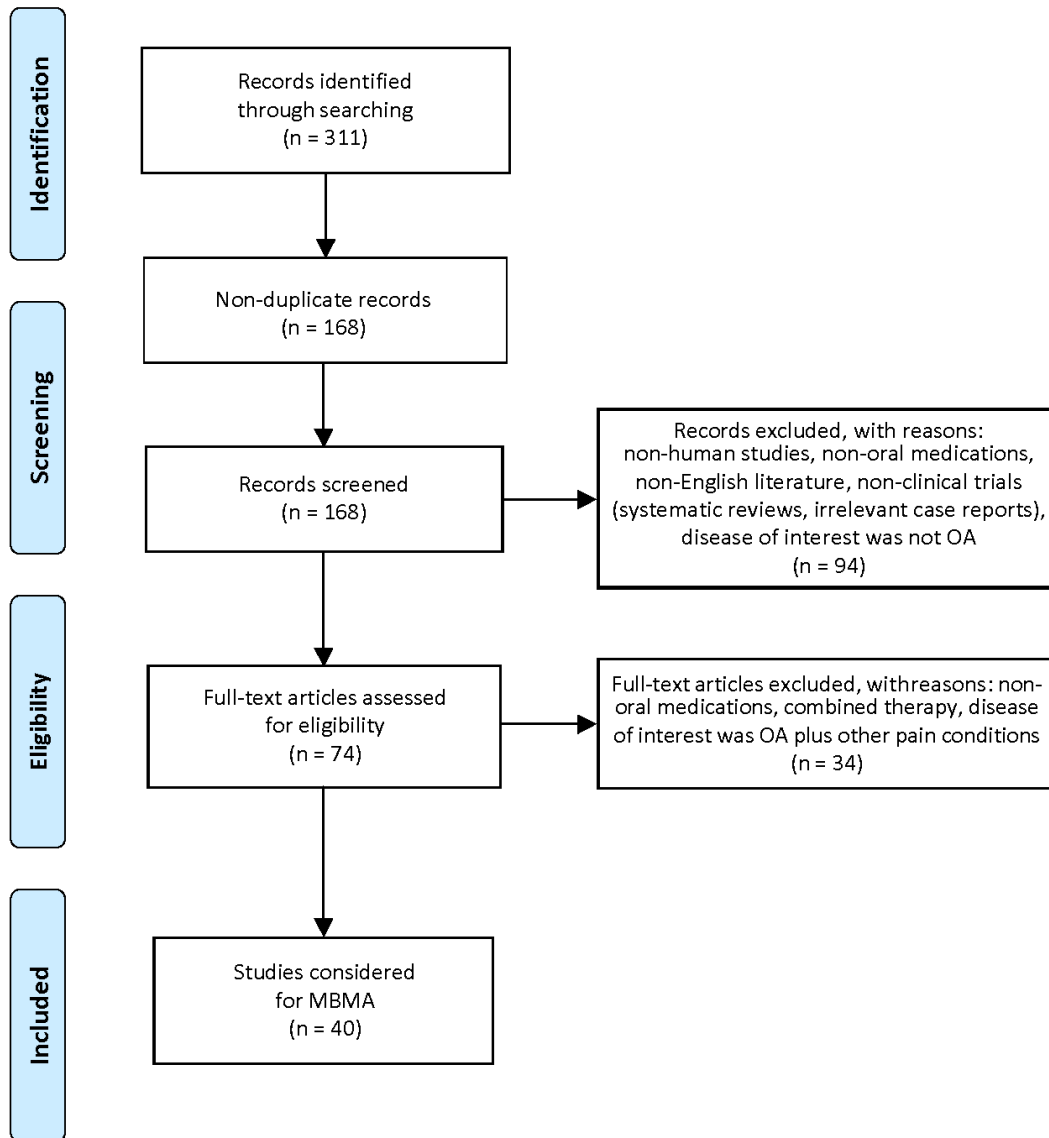 Identification
Records identified
through searching
(n = 311)
Non-duplicate records
(n = 168)
Screening
Records screened
(n = 168)
Records excluded, with reasons:
non-human studies, non-oral medications,
non-English literature, non-clinical trials
(systematic reviews, irrelevant case reports),
disease of interest was not OA
(n = 94)
Eligibility
Full-text articles assessed
for eligibility
(n = 74)
Full-text articles excluded, withreasons: non-
oral medications, combined therapy, disease
of interest was OA plus other pain conditions
(n = 34)
Included
Studies considered
for MBMA
(n = 40)